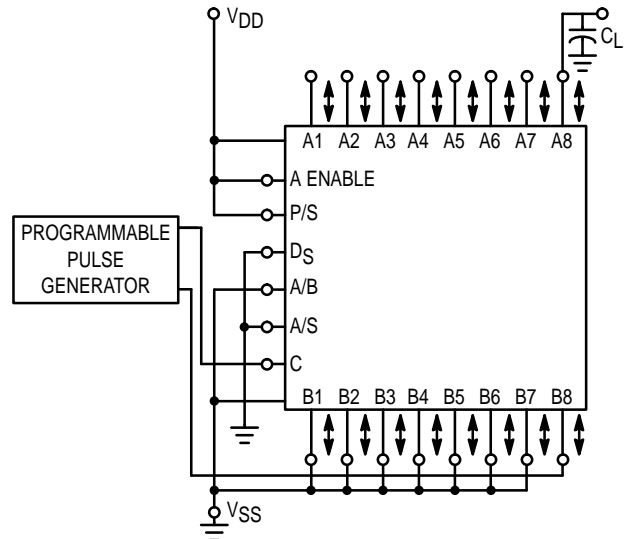 VDD
CL
A1 A2 A3 A4 A5 A6 A7 A8
A ENABLE
P/S
PROGRAMMABLE
PULSE
GENERATOR
DS
A/B
A/S
C
B1 B2 B3 B4 B5 B6 B7 B8
VSS